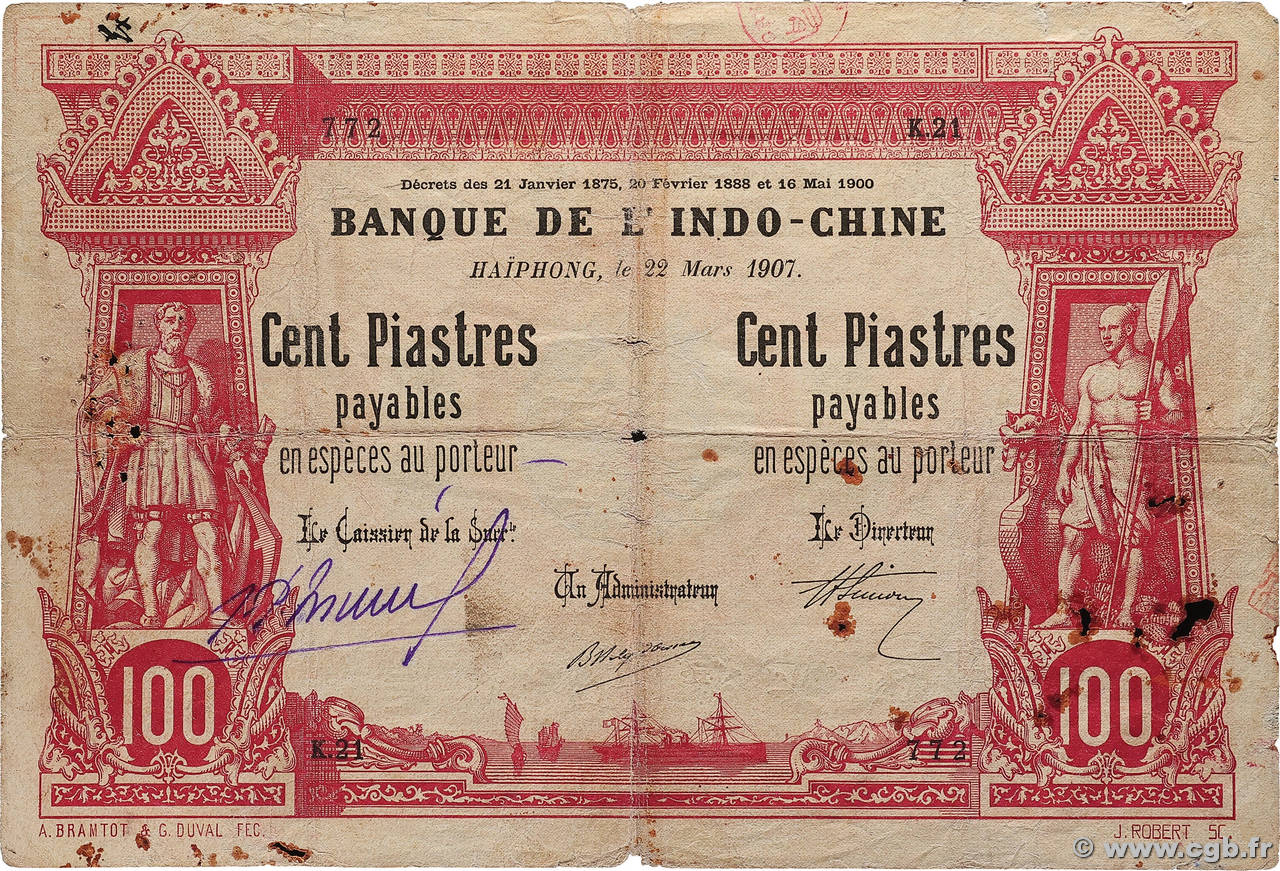 772 K.21
Décrets des 21 Janvier 1875, 20 Février 1888 et 16 Mai 1900
BANQUE DE L'INDO-CHINE
HAÏPHONG, le 22 Mars 1907.
Cent Piastres Cent Piastres
payables payables
en espèces au porteur en espèces au porteur
Le Caissier de la Surr.le Le Directeur
Un Administrateur
100 100
K.21 772
A. BRAMTOT & G. DUVAL FEC. J. ROBERT SC.
© www.cgb.fr